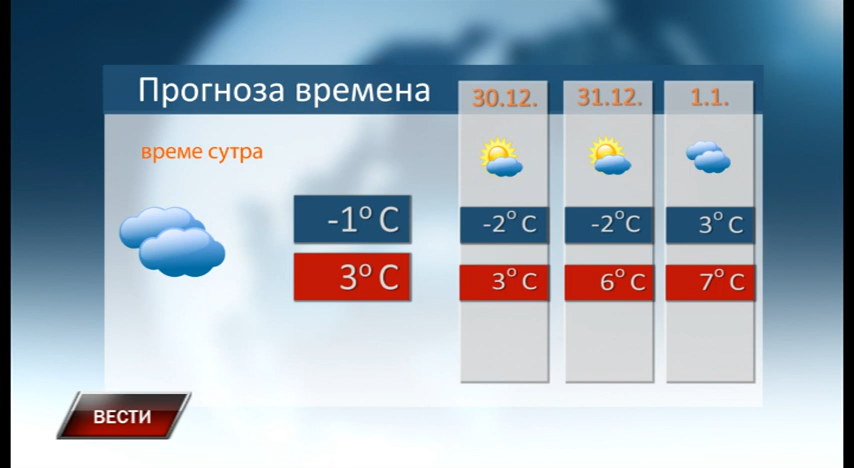 Прогноза времена
време сутра
-1° C
3° C
30.12.
-2° C
3° C
31.12.
-2°C
6° C
1.1.
3° C
7° C
ВЕСТИ